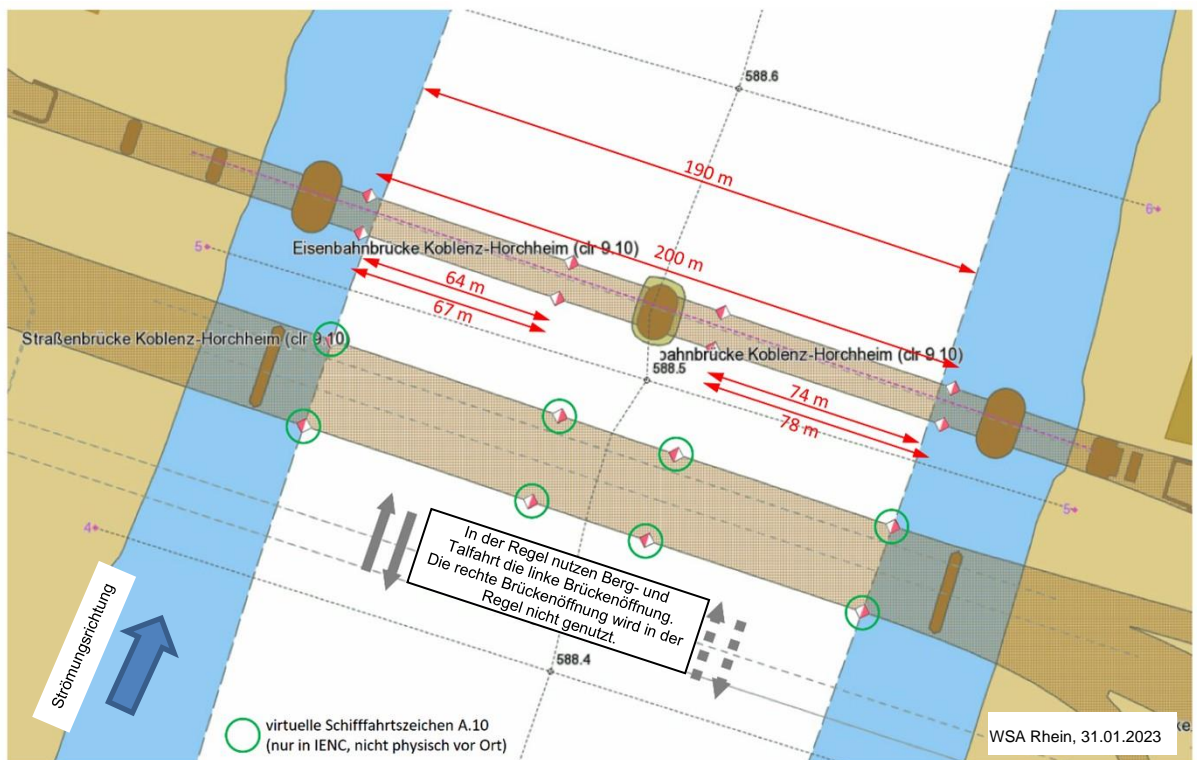 588.6
190 m
6
5
Eisenbahnbrücke Koblenz-Horchheim (clr 9.10)
200 m
64 m
67 m
Straßenbrücke Koblenz-Horchheim (clr 9.10)
bahnbrücke Koblenz-Horchheim (clr 9.10)
588.5
74 m
78 m
5
4
In der Regel nutzen Berg- und
Talfahrt die linke Brückenöffnung.
Die rechte Brückenöffnung wird in der
Regel nicht genutzt.
Strömungsrichtung
588.4
virtuelle Schifffahrtszeichen A.10
(nur in IENC, nicht physisch vor Ort)
WSA Rhein, 31.01.2023